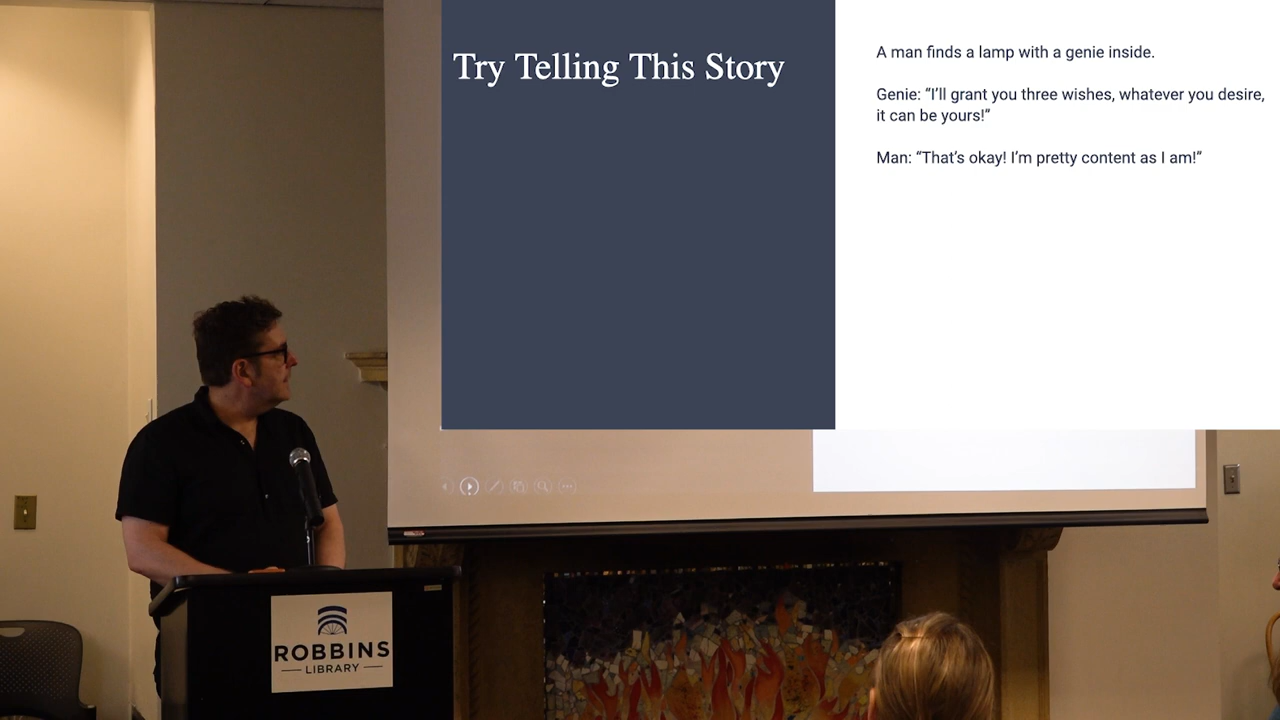 Try Telling This Story
A man finds a lamp with a genie inside.
Genie: “I’ll grant you three wishes, whatever you desire,
it can be yours!”
Man: “That’s okay! I’m pretty content as I am!”
ROBBINS
LIBRARY